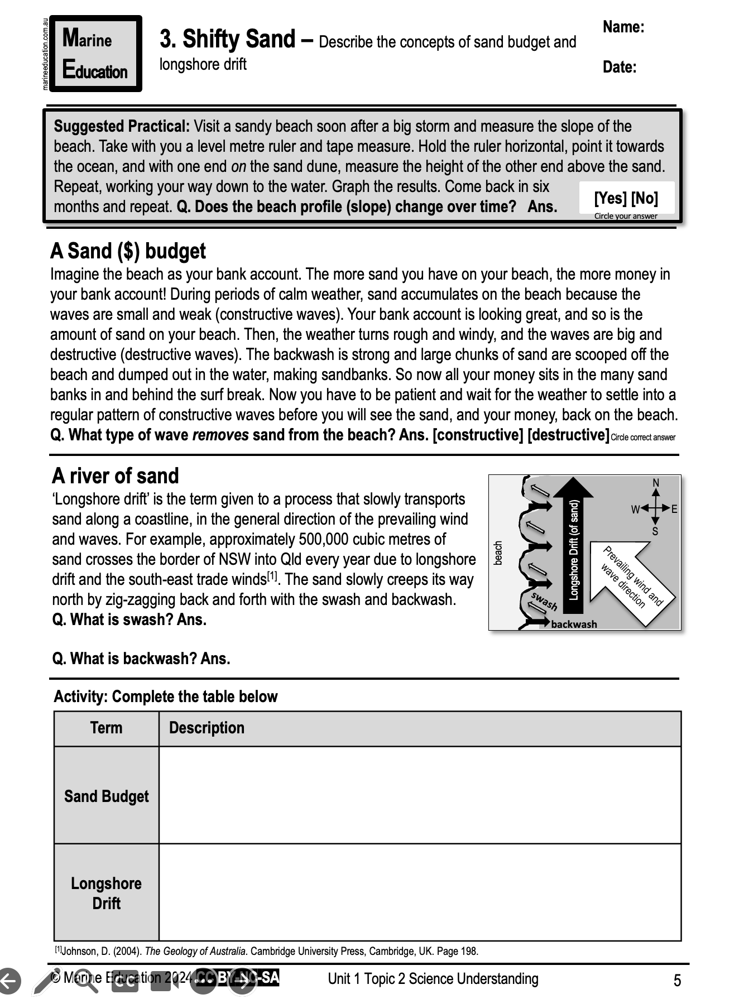 marineeducation.com.au
Marine
Education
3. Shifty Sand – Describe the concepts of sand budget and
longshore drift
Name:
Date:
Suggested Practical: Visit a sandy beach soon after a big storm and measure the slope of the
beach. Take with you a level metre ruler and tape measure. Hold the ruler horizontal, point it towards
the ocean, and with one end on the sand dune, measure the height of the other end above the sand.
Repeat, working your way down to the water. Graph the results. Come back in six
months and repeat. Q. Does the beach profile (slope) change over time? Ans.
[Yes] [No]
Circle your answer
A Sand ($) budget
Imagine the beach as your bank account. The more sand you have on your beach, the more money in
your bank account! During periods of calm weather, sand accumulates on the beach because the
waves are small and weak (constructive waves). Your bank account is looking great, and so is the
amount of sand on your beach. Then, the weather turns rough and windy, and the waves are big and
destructive (destructive waves). The backwash is strong and large chunks of sand are scooped off the
beach and dumped out in the water, making sandbanks. So now all your money sits in the many sand
banks in and behind the surf break. Now you have to be patient and wait for the weather to settle into a
regular pattern of constructive waves before you will see the sand, and your money, back on the beach.
Q. What type of wave removes sand from the beach? Ans. [constructive] [destructive] Circle correct answer
A river of sand
‘Longshore drift’ is the term given to a process that slowly transports
sand along a coastline, in the general direction of the prevailing wind
and waves. For example, approximately 500,000 cubic metres of
sand crosses the border of NSW into Qld every year due to longshore
drift and the south-east trade winds[1]. The sand slowly creeps its way
north by zig-zagging back and forth with the swash and backwash.
Q. What is swash? Ans.
Q. What is backwash? Ans.
beach
Longshore Drift (of sand)
N
W E
S
Prevailing wind and
wave direction
swash
backwash
Activity: Complete the table below
Term Description
Sand Budget
Longshore
Drift
[1]Johnson, D. (2004). The Geology of Australia. Cambridge University Press, Cambridge, UK. Page 198.
© Marine Education 2024 CC BY-NC-SA Unit 1 Topic 2 Science Understanding 5
CC